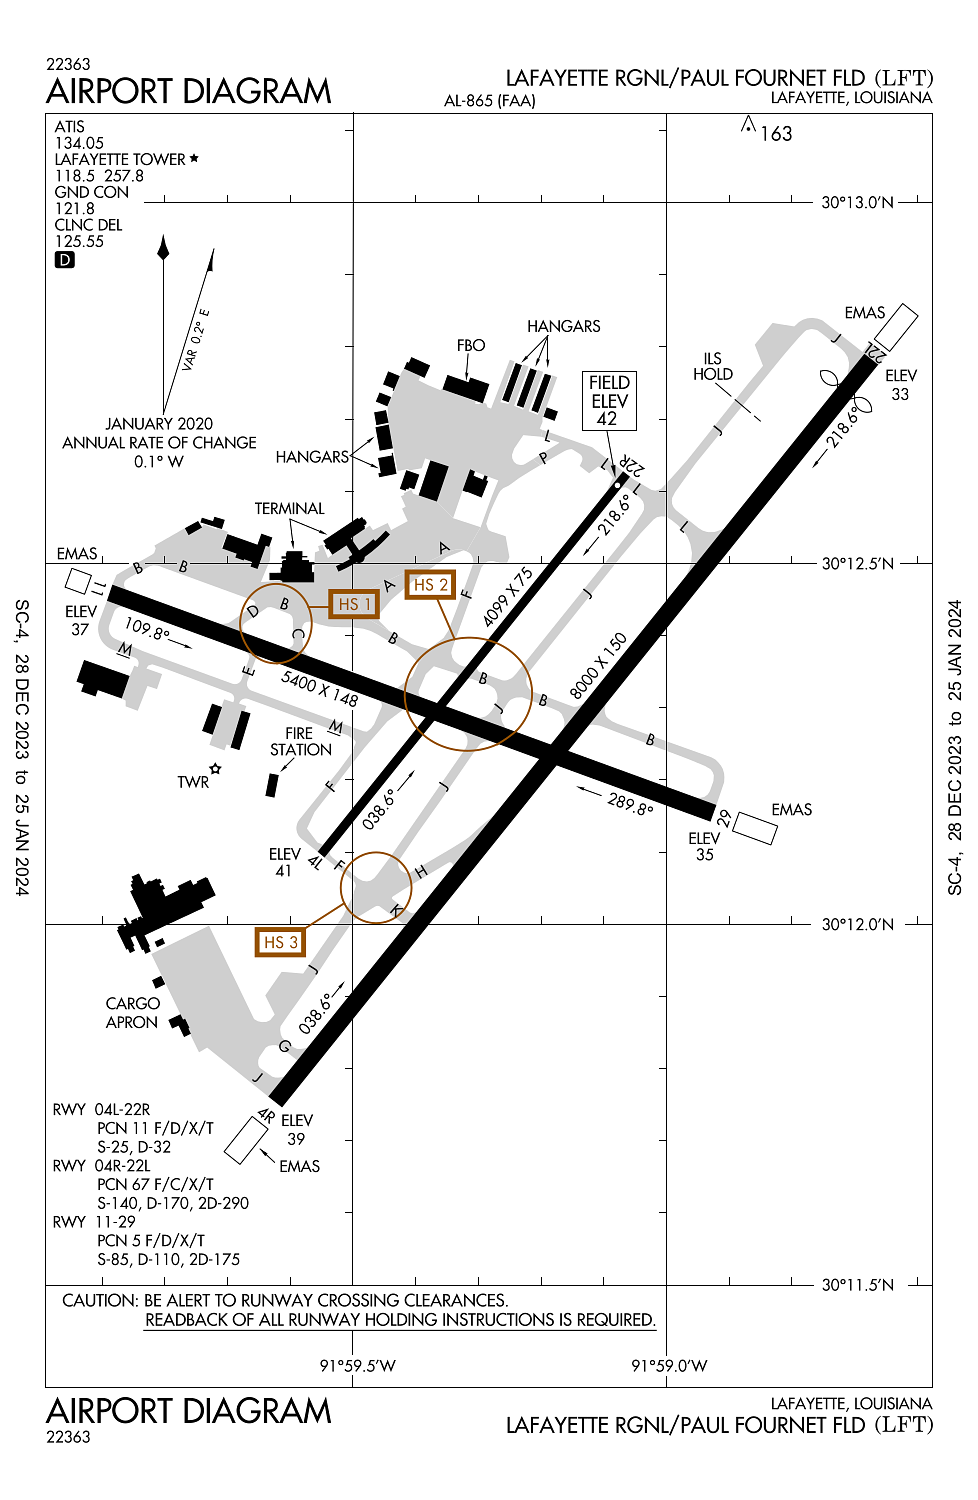 22363
AIRPORT DIAGRAM
LAFAYETTE RGNL/PAUL FOURNET FLD (LFT)
AL-865 (FAA)
LAFAYETTE, LOUISIANA
ATIS
134.05
LAFAYETTE TOWER
118.5 257.8
GND CON
121.8
CLNC DEL
125.55
D
163
30°13.0'N
VAR 0.2° E
JANUARY 2020
ANNUAL RATE OF CHANGE
0.1° W
EMAS
J
22L
ELEV
33
218.6°
ILS
HOLD
J
HANGARS
FBO
FIELD
ELEV
42
HANGARS
L
P
L
22R
L
L
218.6°
TERMINAL
EMAS
11
ELEV
37
B
B
A
A
F
4099 X 75
J
30°12.5'N
HS 1
HS 2
D
B
C
B
109.8°
M
E
5400 X 148
B
J
B
8000 X 150
B
M
FIRE
STATION
TWR
F
038.6°
J
289.8°
29
EMAS
ELEV
35
ELEV
41
4L
F
H
K
HS 3
30°12.0'N
J
038.6°
CARGO
APRON
G
J
4R
ELEV
39
EMAS
RWY 04L-22R
PCN 11 F/D/X/T
S-25, D-32
RWY 04R-22L
PCN 67 F/C/X/T
S-140, D-170, 2D-290
RWY 11-29
PCN 5 F/D/X/T
S-85, D-110, 2D-175
30°11.5'N
CAUTION: BE ALERT TO RUNWAY CROSSING CLEARANCES.
READBACK OF ALL RUNWAY HOLDING INSTRUCTIONS IS REQUIRED.
91°59.5'W
91°59.0'W
SC-4, 28 DEC 2023 to 25 JAN 2024
SC-4, 28 DEC 2023 to 25 JAN 2024
AIRPORT DIAGRAM
22363
LAFAYETTE, LOUISIANA
LAFAYETTE RGNL/PAUL FOURNET FLD (LFT)